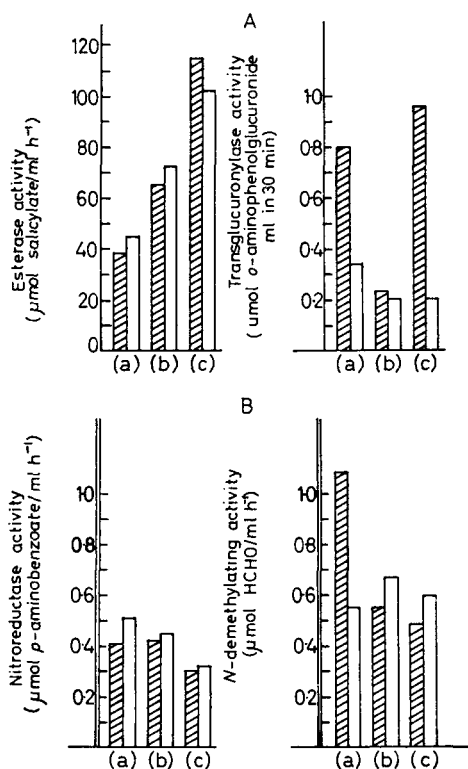 A
Esterase activity
(μmol salicylate/ml h⁻¹)
120
100
80
60
40
20
0
(a) (b) (c)
Transglucuronylase activity
(umol o-aminophenolglucuronide
ml in 30 min)
1·0
0·8
0·6
0·4
0·2
(a) (b) (c)
B
Nitroreductase activity
(μmol p-aminobenzoate/ml h⁻¹)
1·0
0·8
0·6
0·4
0·2
(a) (b) (c)
N-demethylating activity
(μmol HCHO/ml h⁻¹)
1·0
0·8
0·6
0·4
0·2
(a) (b) (c)